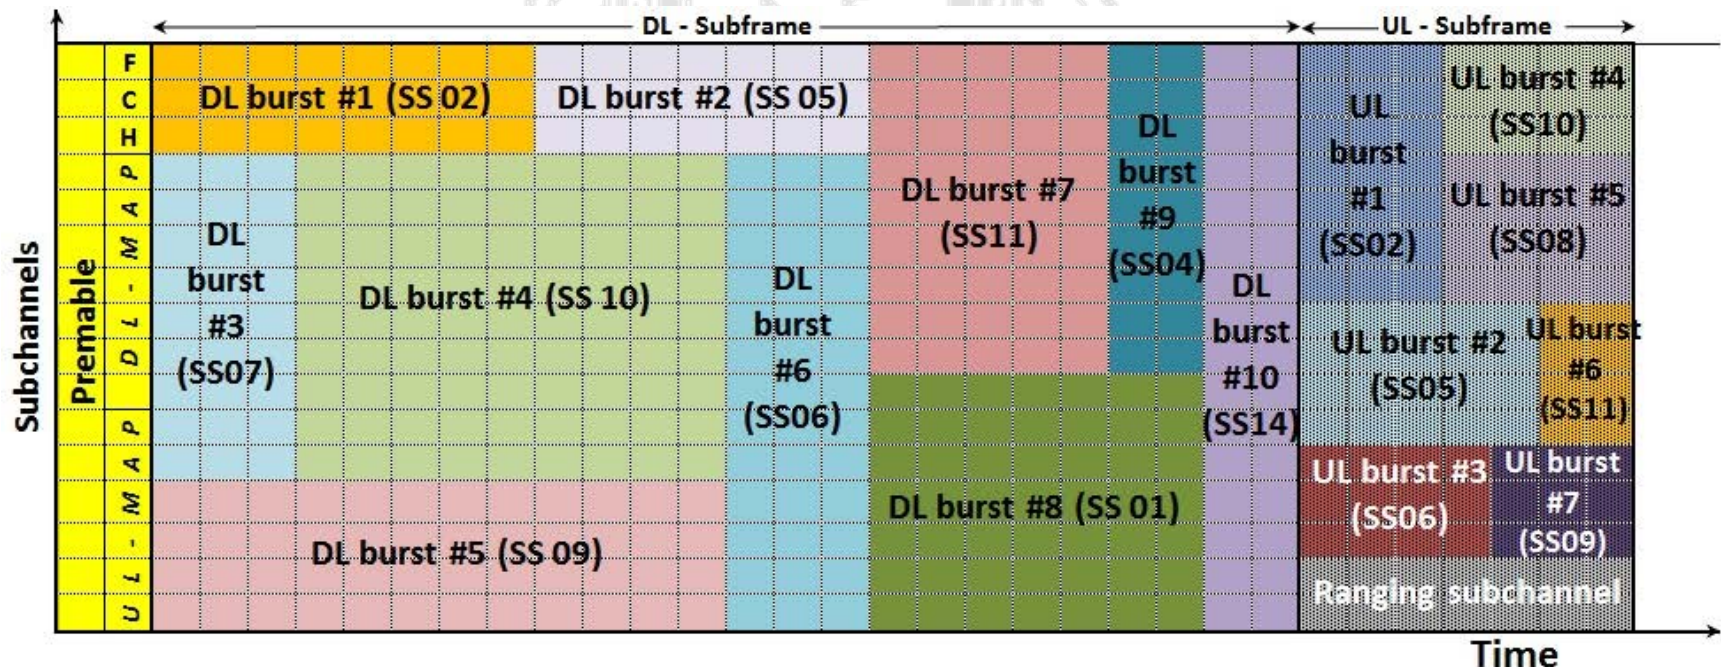 DL - Subframe
UL - Subframe
Subchannels
Premable
F
C
H
DL-MAP
UL-MAP
DL burst #1 (SS 02)
DL burst #2 (SS 05)
DL
burst
#3
(SS07)
DL burst #4 (SS 10)
DL burst #5 (SS 09)
DL
burst
#6
(SS06)
DL burst #7
(SS11)
DL burst #8 (SS 01)
DL
burst
#9
(SS04)
DL
burst
#10
(SS14)
UL
burst
#1
(SS02)
UL burst #4
(SS10)
UL burst #5
(SS08)
UL burst #2
(SS05)
UL burst
#6
(SS11)
UL burst #3
(SS06)
UL burst
#7
(SS09)
Ranging subchannel
Time